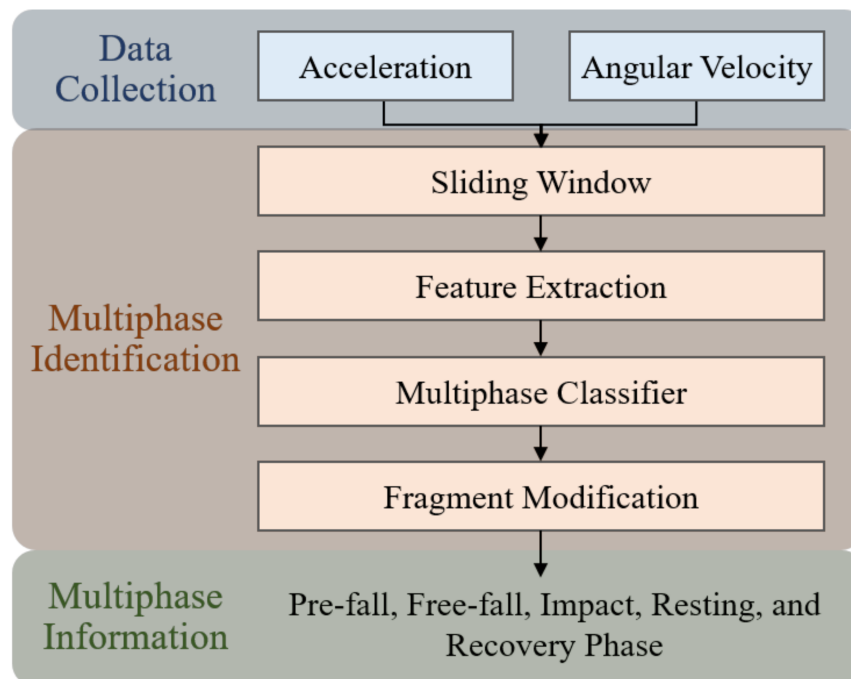 Data
Collection
Acceleration
Angular Velocity
Multiphase
Identification
Sliding Window
Feature Extraction
Multiphase Classifier
Fragment Modification
Multiphase
Information
Pre-fall, Free-fall, Impact, Resting, and
Recovery Phase